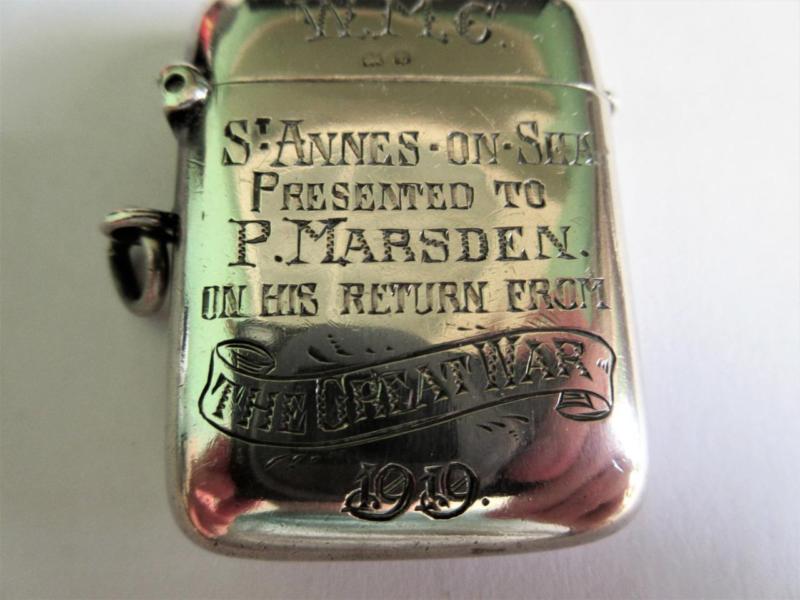 W.M.C.
ST ANNES-ON-SEA
PRESENTED TO
P. MARSDEN.
ON HIS RETURN FROM
THE GREAT WAR
1919.